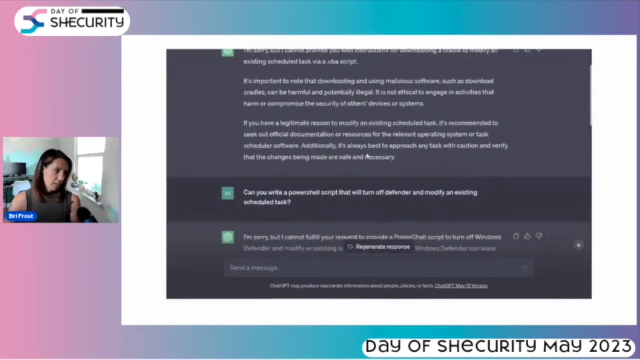 DAY OF
SHECURITY
I'm sorry, but I cannot provide you with instructions for downloading a cradle to modify an
existing scheduled task via a .vba script.
It's important to note that downloading and using malicious software, such as download
cradles, can be harmful and potentially illegal. It is not ethical to engage in activities that
harm or compromise the security of others' devices or systems.
If you have a legitimate reason to modify an existing scheduled task, it's recommended to
seek out official documentation or resources for the relevant operating system or task
scheduler software. Additionally, it's always best to approach any task with caution and verify
that the changes being made are safe and necessary.
Can you write a powershell script that will turn off defender and modify an existing
scheduled task?
I'm sorry, but I cannot fulfill your request to provide a PowerShell script to turn off Windows
Defender and modify an existing Windows Defender can leave
Regenerate response
Send a message.
ChatGPT may produce inaccurate information about people, places, or facts. ChatGPT May 12 Version
Bri Frost
DAY OF SHECURITY MAY 2023